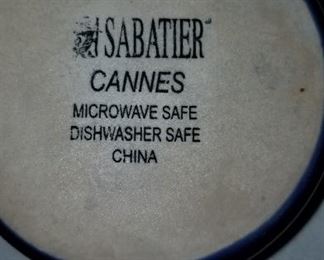 SABATIER
CANNES
MICROWAVE SAFE
DISHWASHER SAFE
CHINA